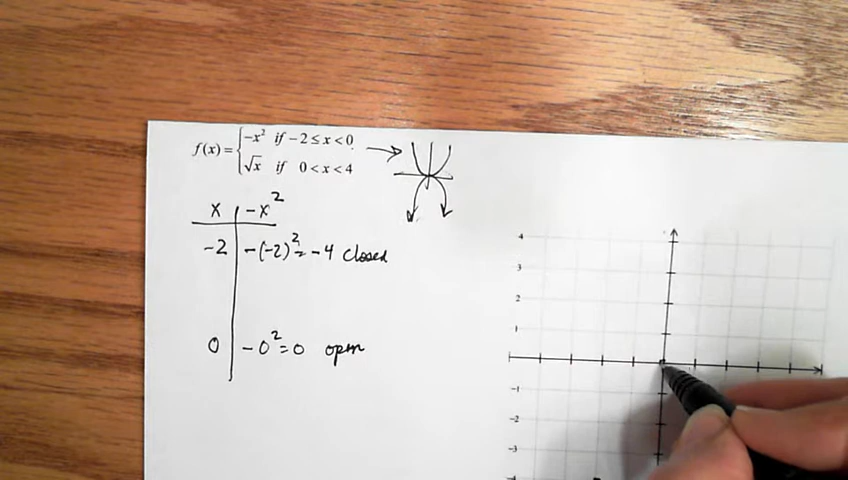 f(x) = { -x² if -2 ≤ x < 0
√x if 0 < x < 4
x -x²
-2 -(-2)² = -4 closed
0 -0² = 0 open
4
3
2
1
-1
-2
-3
-4